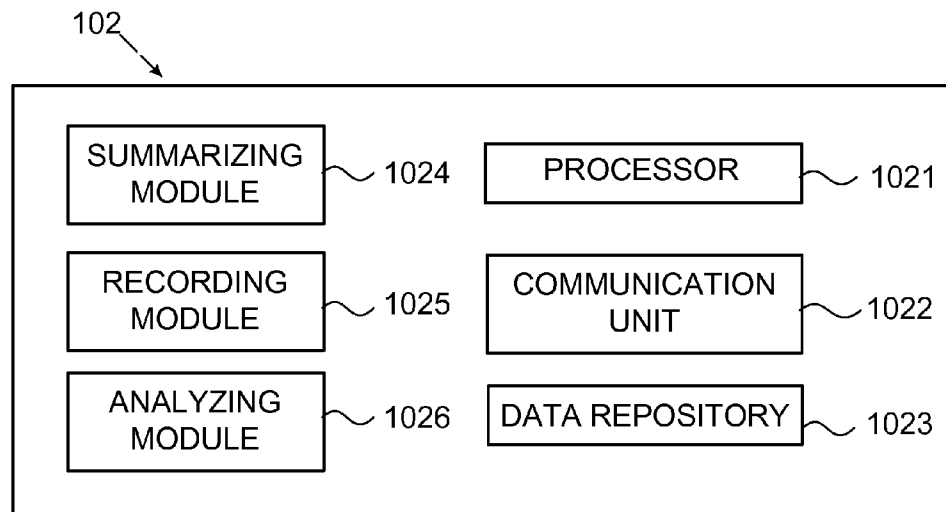 102
SUMMARIZING
MODULE
1024
PROCESSOR
1021
RECORDING
MODULE
1025
COMMUNICATION
UNIT
1022
ANALYZING
MODULE
1026
DATA REPOSITORY
1023